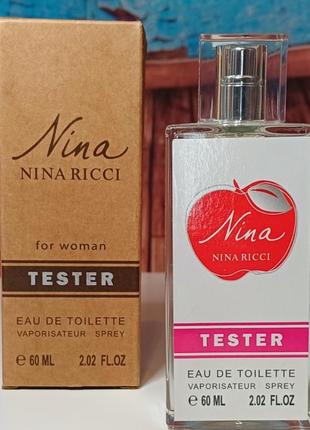 Nina
NINA RICCI
for woman
TESTER
EAU DE TOILETTE
VAPORISATEUR SPREY
e 60 ML 2.02 FL.OZ
Nina
NINA RICCI
TESTER
EAU DE TOILETTE
VAPORISATEUR SPREY
e 60 ML 2.02 FL.OZ